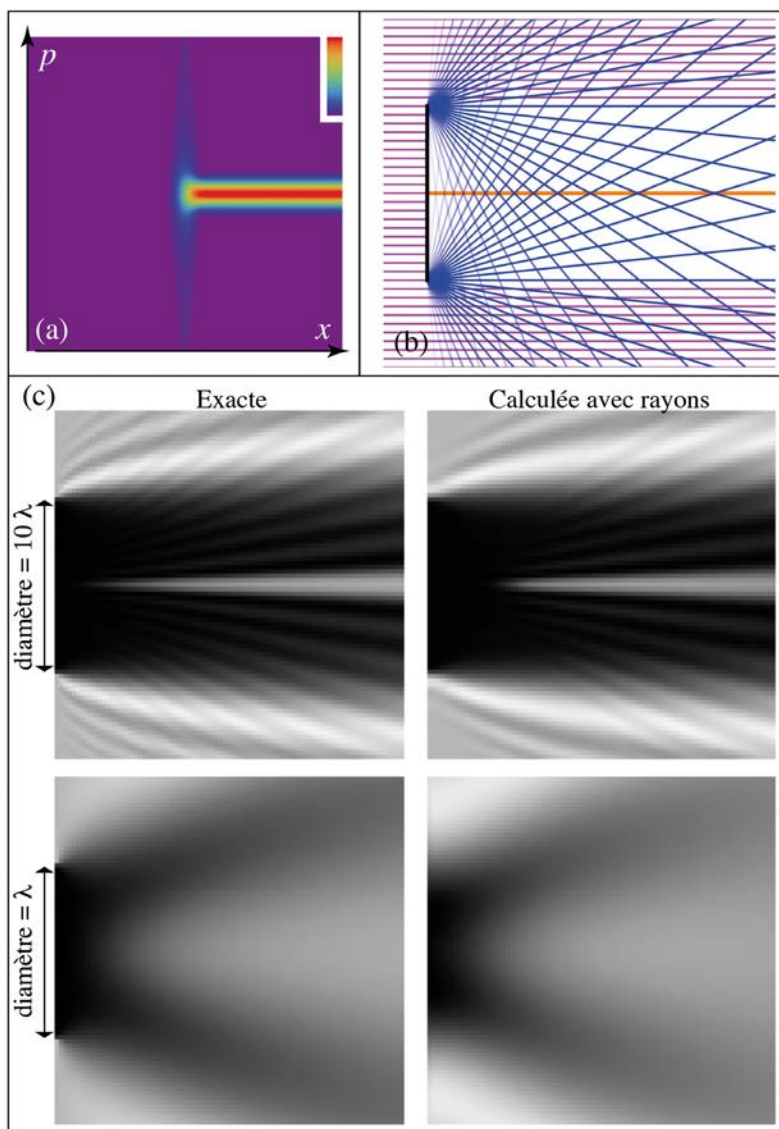 p
(a)
x
(b)
(c)
Exacte
Calculée avec rayons
diamètre = 10 λ
diamètre = λ